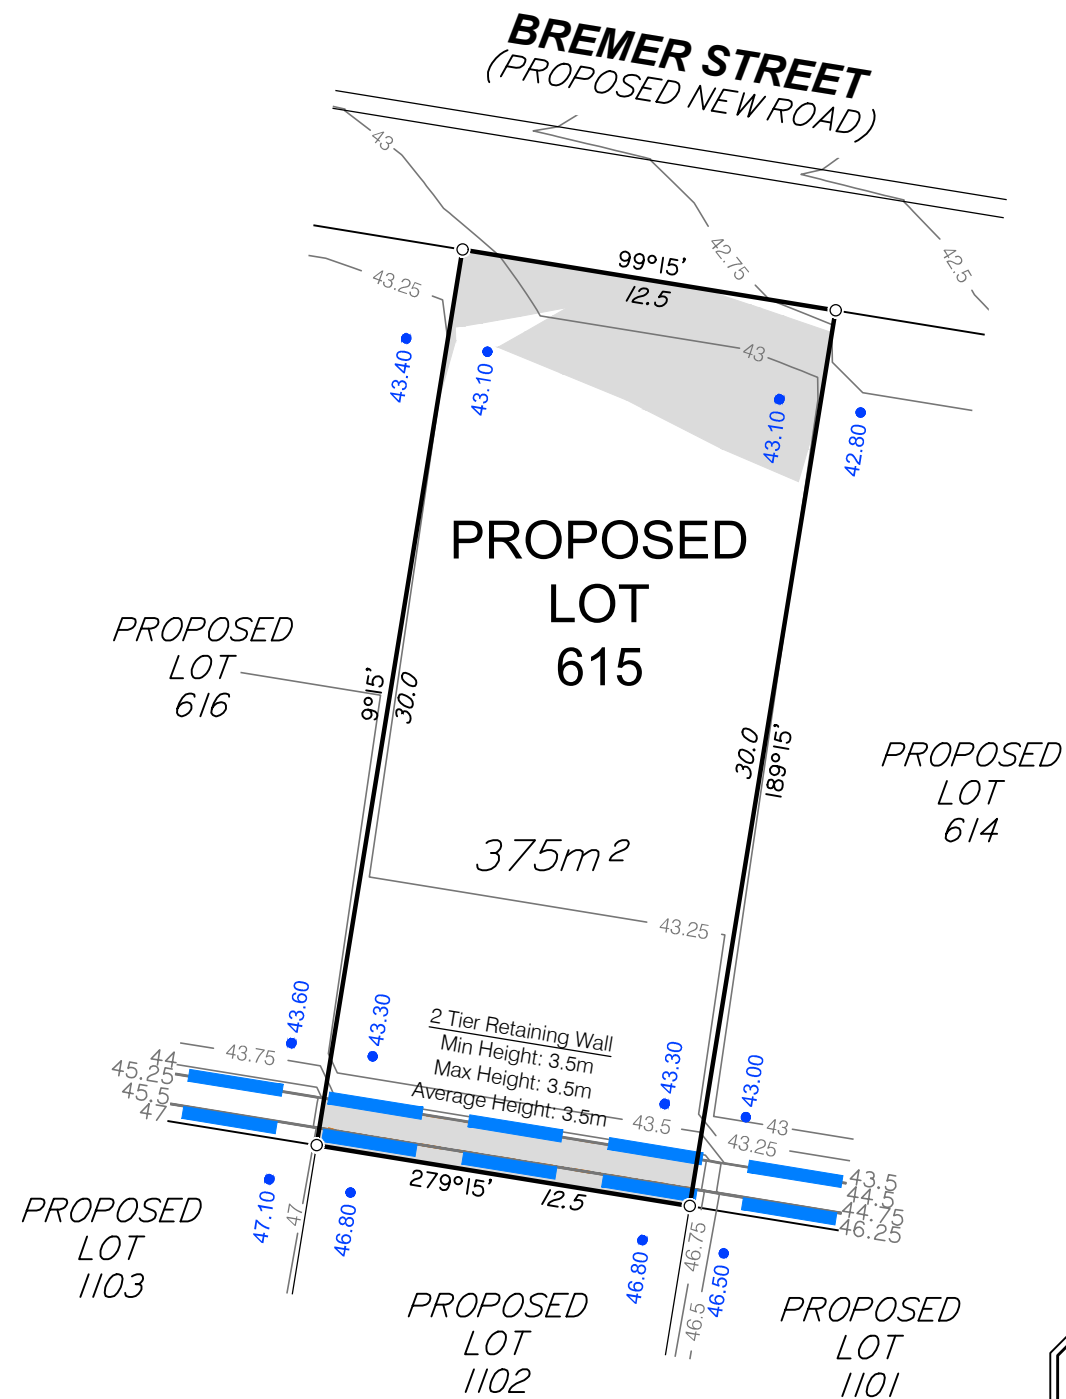 BREMER STREET
(PROPOSED NEW ROAD)
43
42.75
42.5
99°15'
12.5
43.25
43
43.40
43.10
43.10
42.80
PROPOSED
LOT
615
PROPOSED
LOT
616
9°15'
30.0
30.0
189°15'
PROPOSED
LOT
614
375m²
43.25
43.60
43.30
2 Tier Retaining Wall
Min Height: 3.5m
Max Height: 3.5m
Average Height: 3.5m
43.30
43.00
43.75
44
45.25
45.5
47
43.5
43
43.25
43.5
44.5
44.75
46.25
279°15'
12.5
47.10
47
46.80
46.80
46.75
46.5
46.50
PROPOSED
LOT
1103
PROPOSED
LOT
1102
PROPOSED
LOT
1101